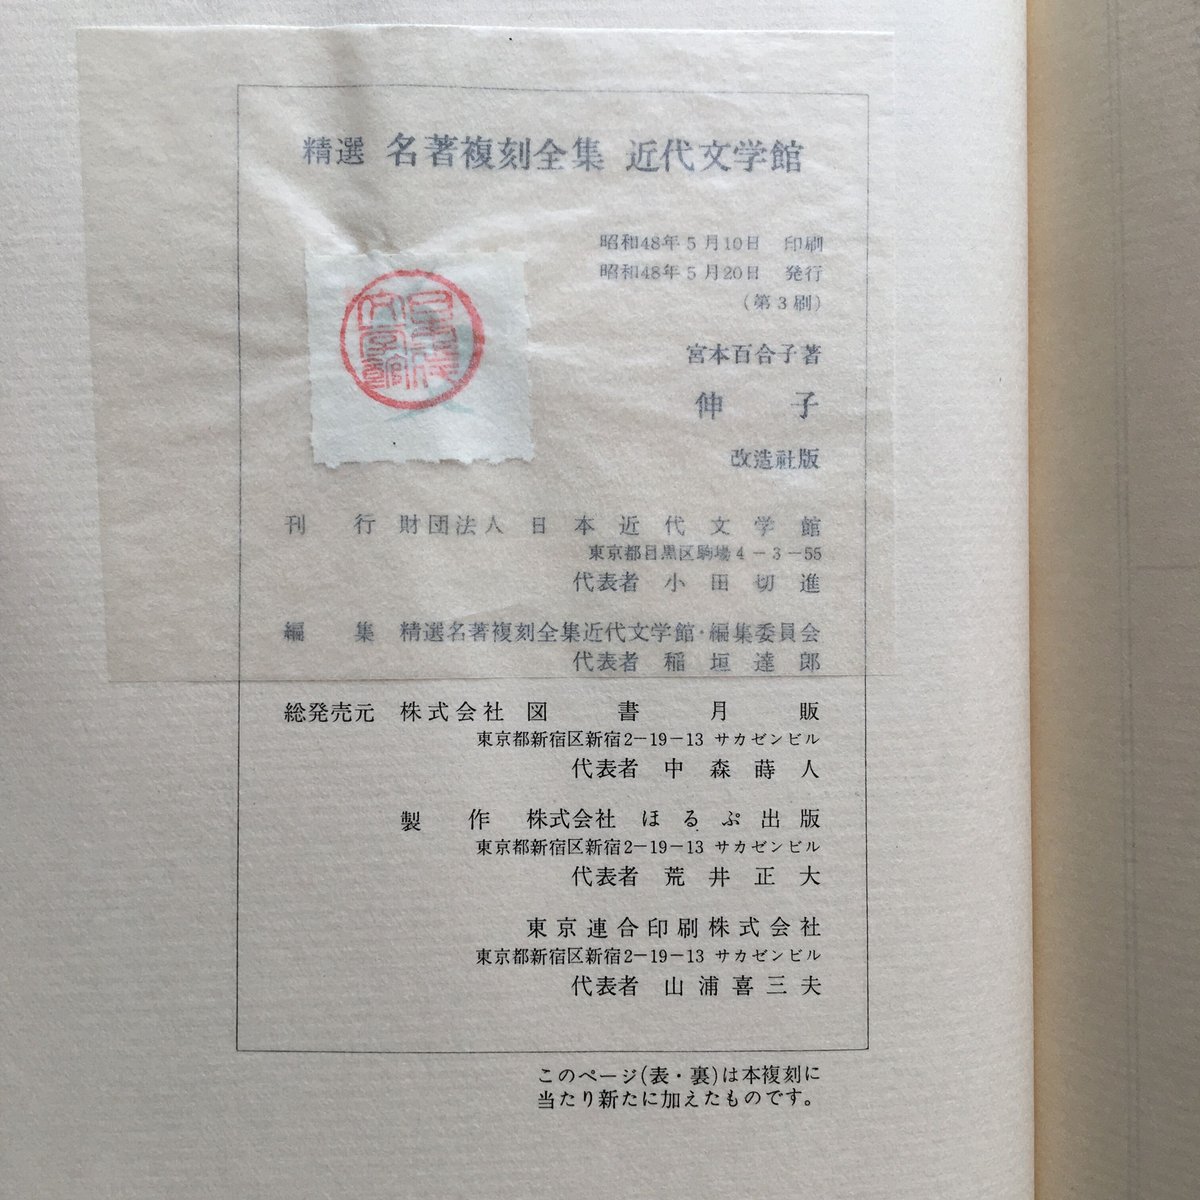 精選 名著複刻全集 近代文学館
昭和48年5月10日 印刷
昭和48年5月20日 発行
(第3刷)
宮本百合子著
伸子
改造社版
刊行 財団法人 日本近代文学館
東京都目黒区駒場4-3-55
代表者 小田切進
編集 精選名著複刻全集近代文学館・編集委員会
代表者 稲垣達郎
総発売元 株式会社 図書月販
東京都新宿区新宿2-19-13 サカゼンビル
代表者 中森蒔人
製作 株式会社 ほるぷ出版
東京都新宿区新宿2-19-13 サカゼンビル
代表者 荒井正大
東京連合印刷株式会社
東京都新宿区新宿2-19-13 サカゼンビル
代表者 山浦喜三夫
このページ(表・裏)は本複刻に
当たり新たに加えたものです。